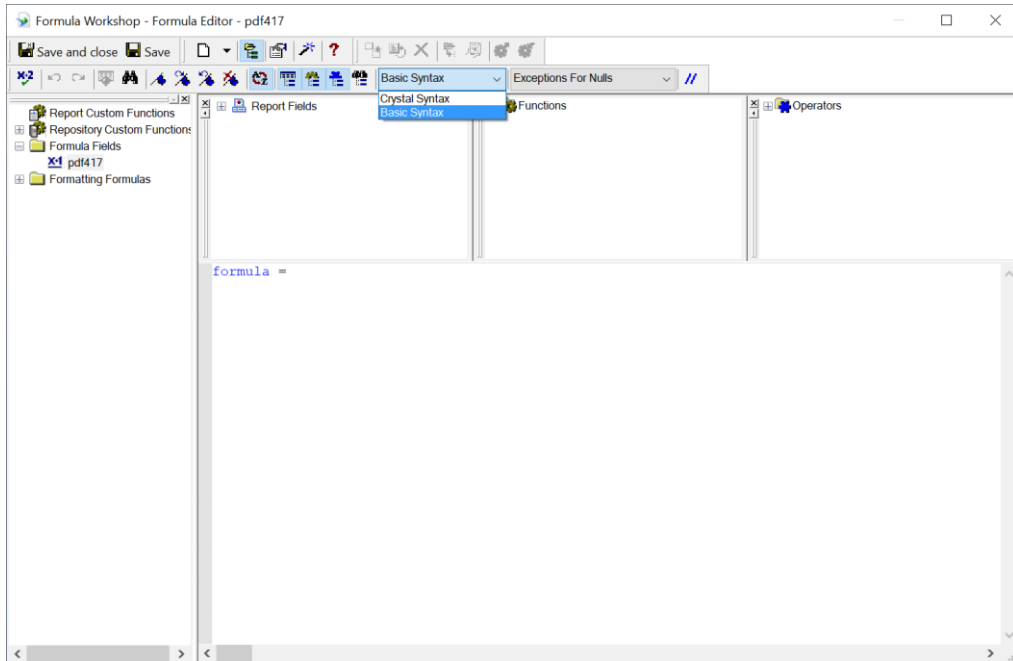 Formula Workshop - Formula Editor - pdf417
Save and close Save
Basic Syntax Exceptions For Nulls //
Crystal Syntax
Basic Syntax
Report Custom Functions
Repository Custom Functions
Formula Fields
pdf417
Formatting Formulas
Report Fields
Functions
Operators
formula =